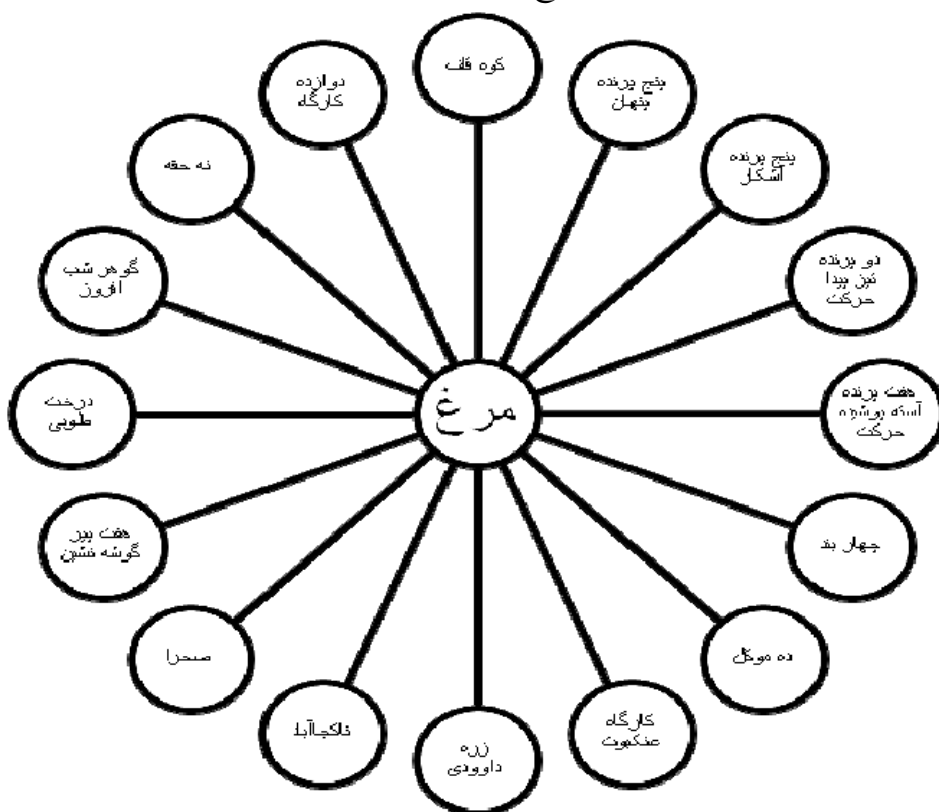 کوه قاف
پنج پرنده
پنهان
پنج پرنده
آشکار
دو پرنده
تیز پیدا
حرکت
هفت پرنده
آسته پوشیده
حرکت
چهار بند
ده موکل
کارگاه
عنکبوت
زره
داوودی
ناکجاآباد
صحرا
هفت پیر
گوشه نشین
درخت
طوبی
گوهر شب
افروز
نه حقه
دوازده
کارگاه
مرغ